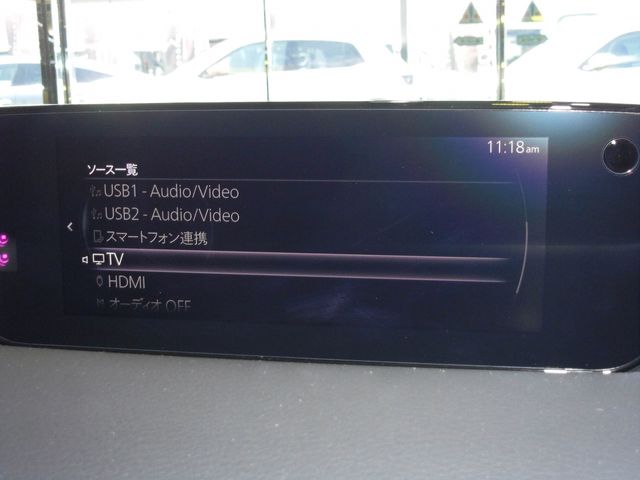 11:18am
ソース一覧
USB1 - Audio/Video
USB2 - Audio/Video
スマートフォン連携
TV
HDMI
オーディオ OFF